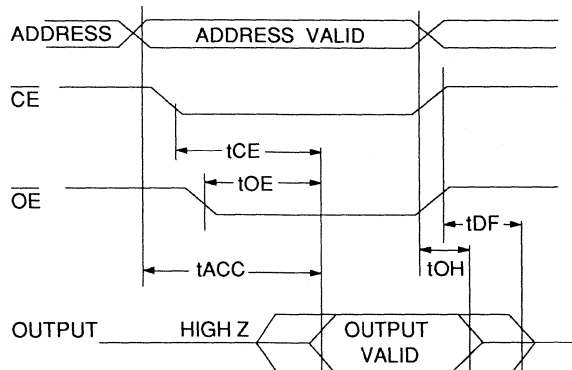 ADDRESS
ADDRESS VALID
CE
tCE
tOE
OE
tDF
tACC
tOH
OUTPUT
HIGH Z
OUTPUT
VALID